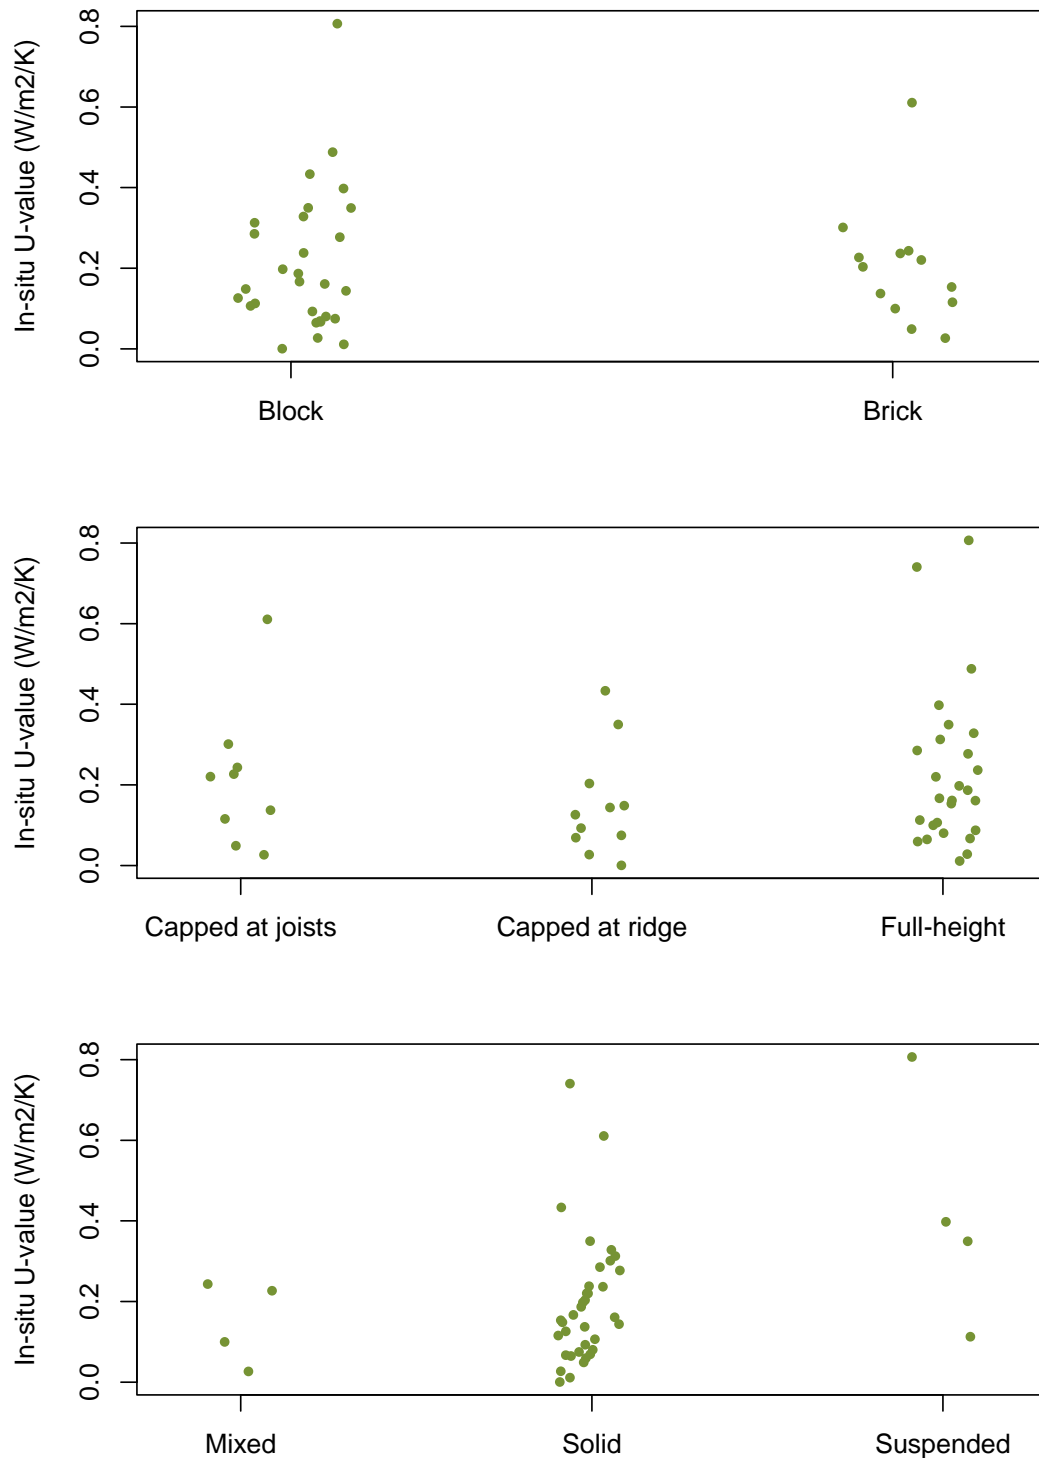 In-situ U-value (W/m2/K)
0.8
0.6
0.4
0.2
0.0
Block Brick
In-situ U-value (W/m2/K)
0.8
0.6
0.4
0.2
0.0
Capped at joists Capped at ridge Full-height
In-situ U-value (W/m2/K)
0.8
0.6
0.4
0.2
0.0
Mixed Solid Suspended